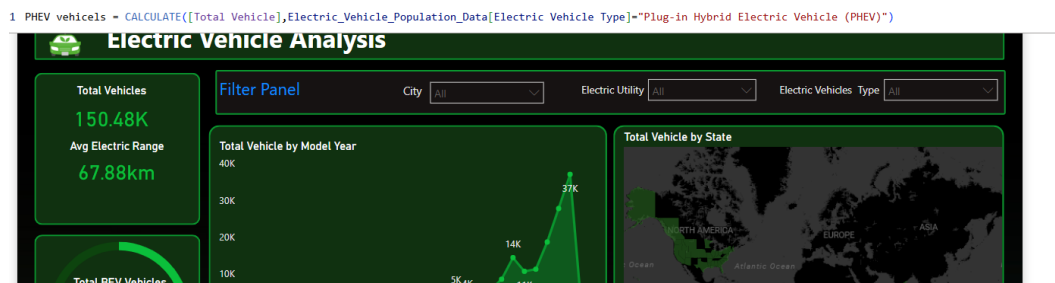 1 PHEV vehicels = CALCULATE([Total Vehicle],Electric_Vehicle_Population_Data[Electric Vehicle Type]="Plug-in Hybrid Electric Vehicle (PHEV)")
Electric Vehicle Analysis
Total Vehicles
150.48K
Avg Electric Range
67.88km
Filter Panel
City All
Electric Utility All
Electric Vehicles Type All
Total Vehicle by Model Year
40K
30K
20K
10K
37K
14K
5K
Total Vehicle by State
NORTH AMERICA
EUROPE
ASIA
Ocean
Atlantic Ocean
Total BEV Vehicles